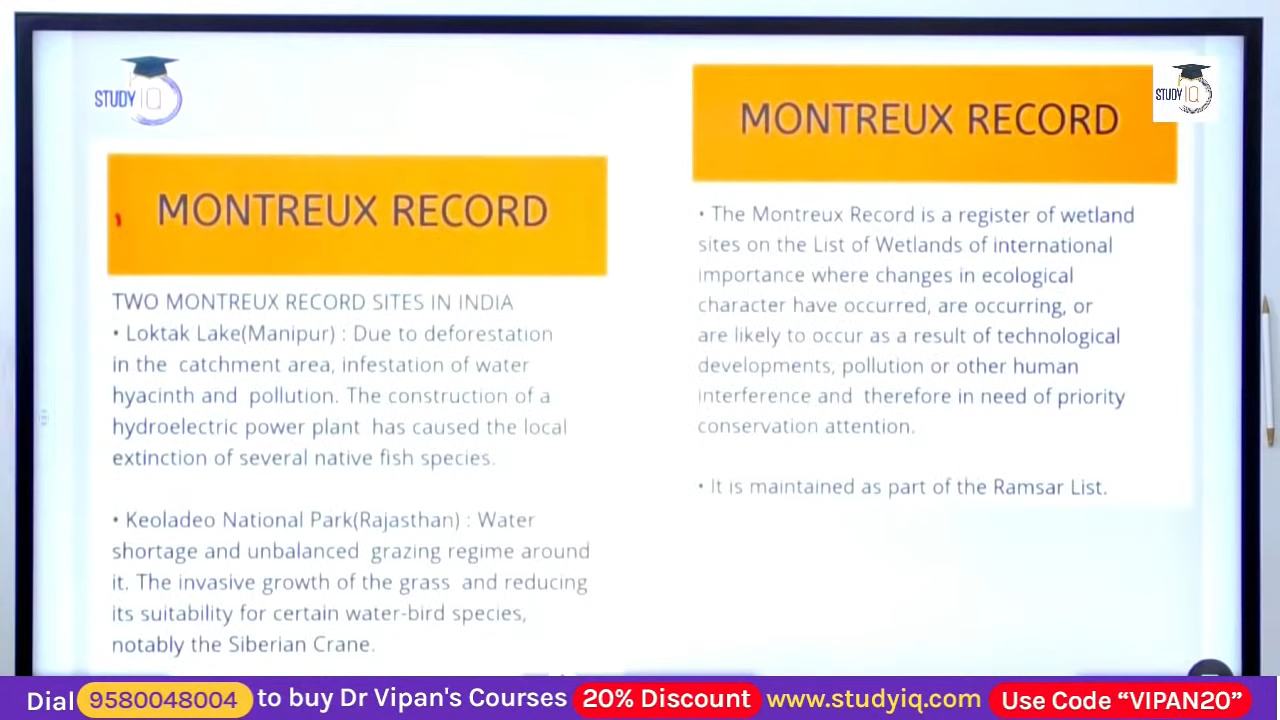 STUDY IQ
MONTREUX RECORD
TWO MONTREUX RECORD SITES IN INDIA
• Loktak Lake(Manipur) : Due to deforestation
in the catchment area, infestation of water
hyacinth and pollution. The construction of a
hydroelectric power plant has caused the local
extinction of several native fish species.
• Keoladeo National Park(Rajasthan) : Water
shortage and unbalanced grazing regime around
it. The invasive growth of the grass and reducing
its suitability for certain water-bird species,
notably the Siberian Crane.
STUDY IQ
MONTREUX RECORD
• The Montreux Record is a register of wetland
sites on the List of Wetlands of international
importance where changes in ecological
character have occurred, are occurring, or
are likely to occur as a result of technological
developments, pollution or other human
interference and therefore in need of priority
conservation attention.
• It is maintained as part of the Ramsar List.
Dial 9580048004 to buy Dr Vipan's Courses 20% Discount www.studyiq.com Use Code “VIPAN20”